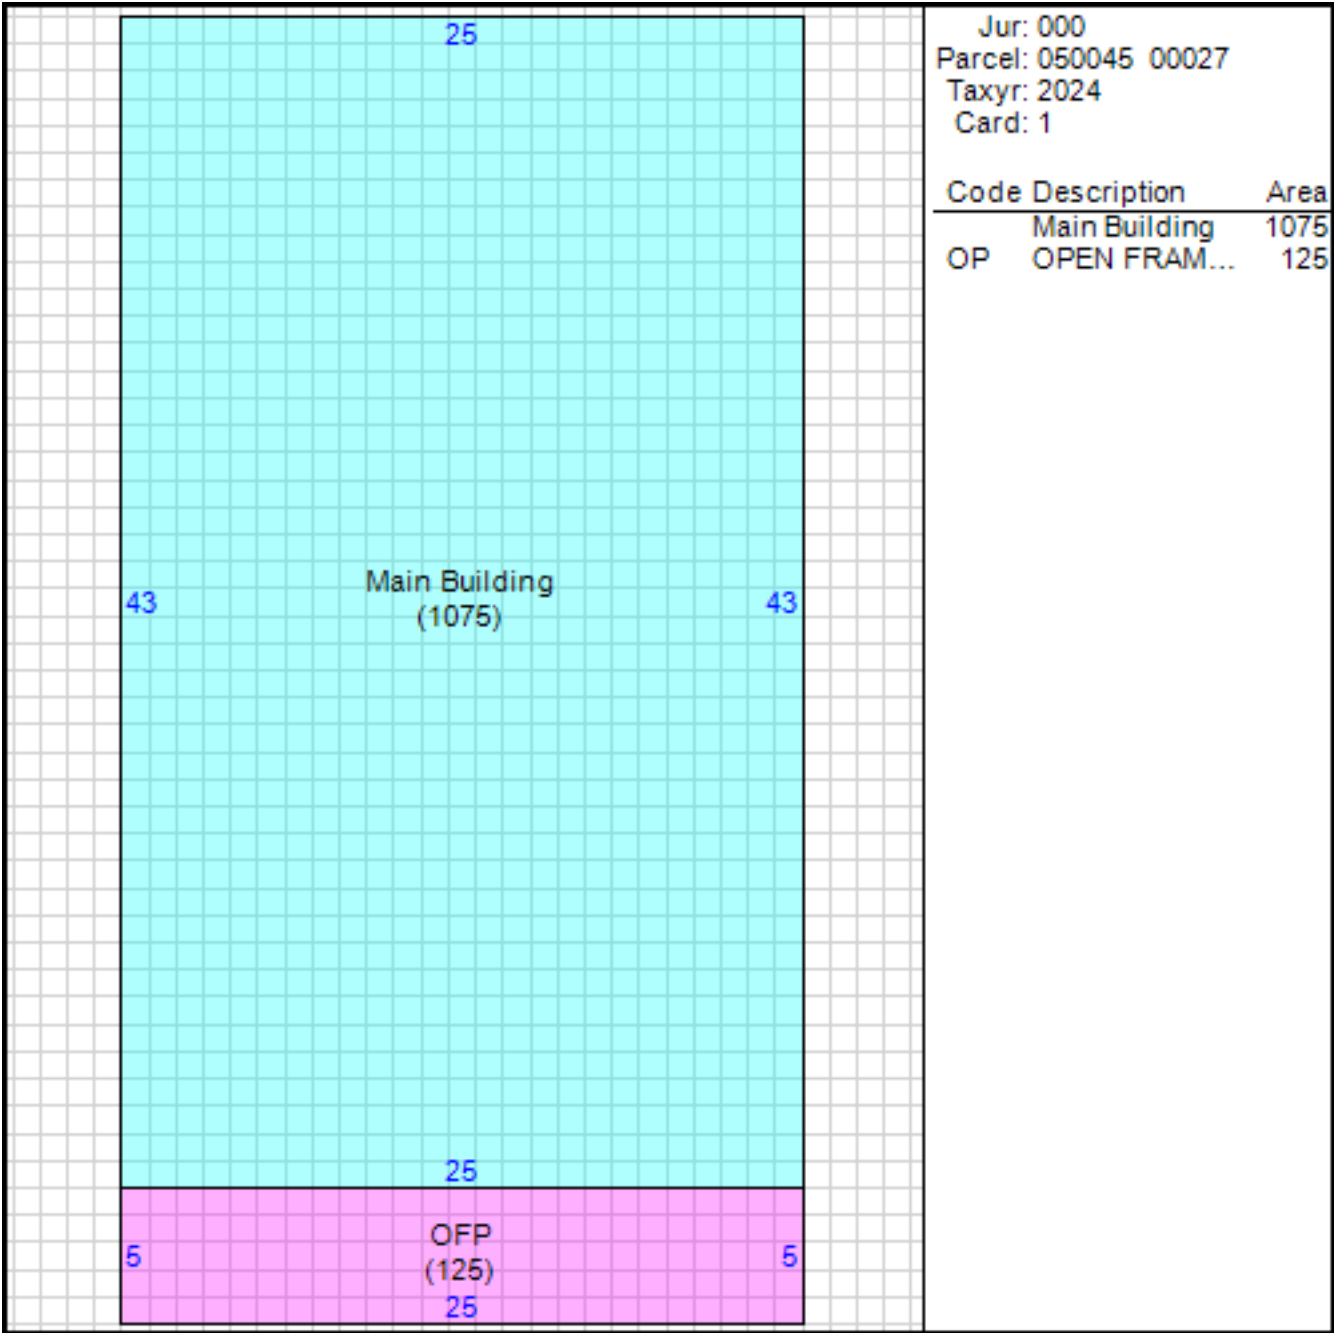 25
Main Building
(1075)
43
43
25
OFP
(125)
5
5
25
Jur: 000
Parcel: 050045 00027
Taxyr: 2024
Card: 1
Code Description Area
Main Building 1075
OP OPEN FRAM... 125